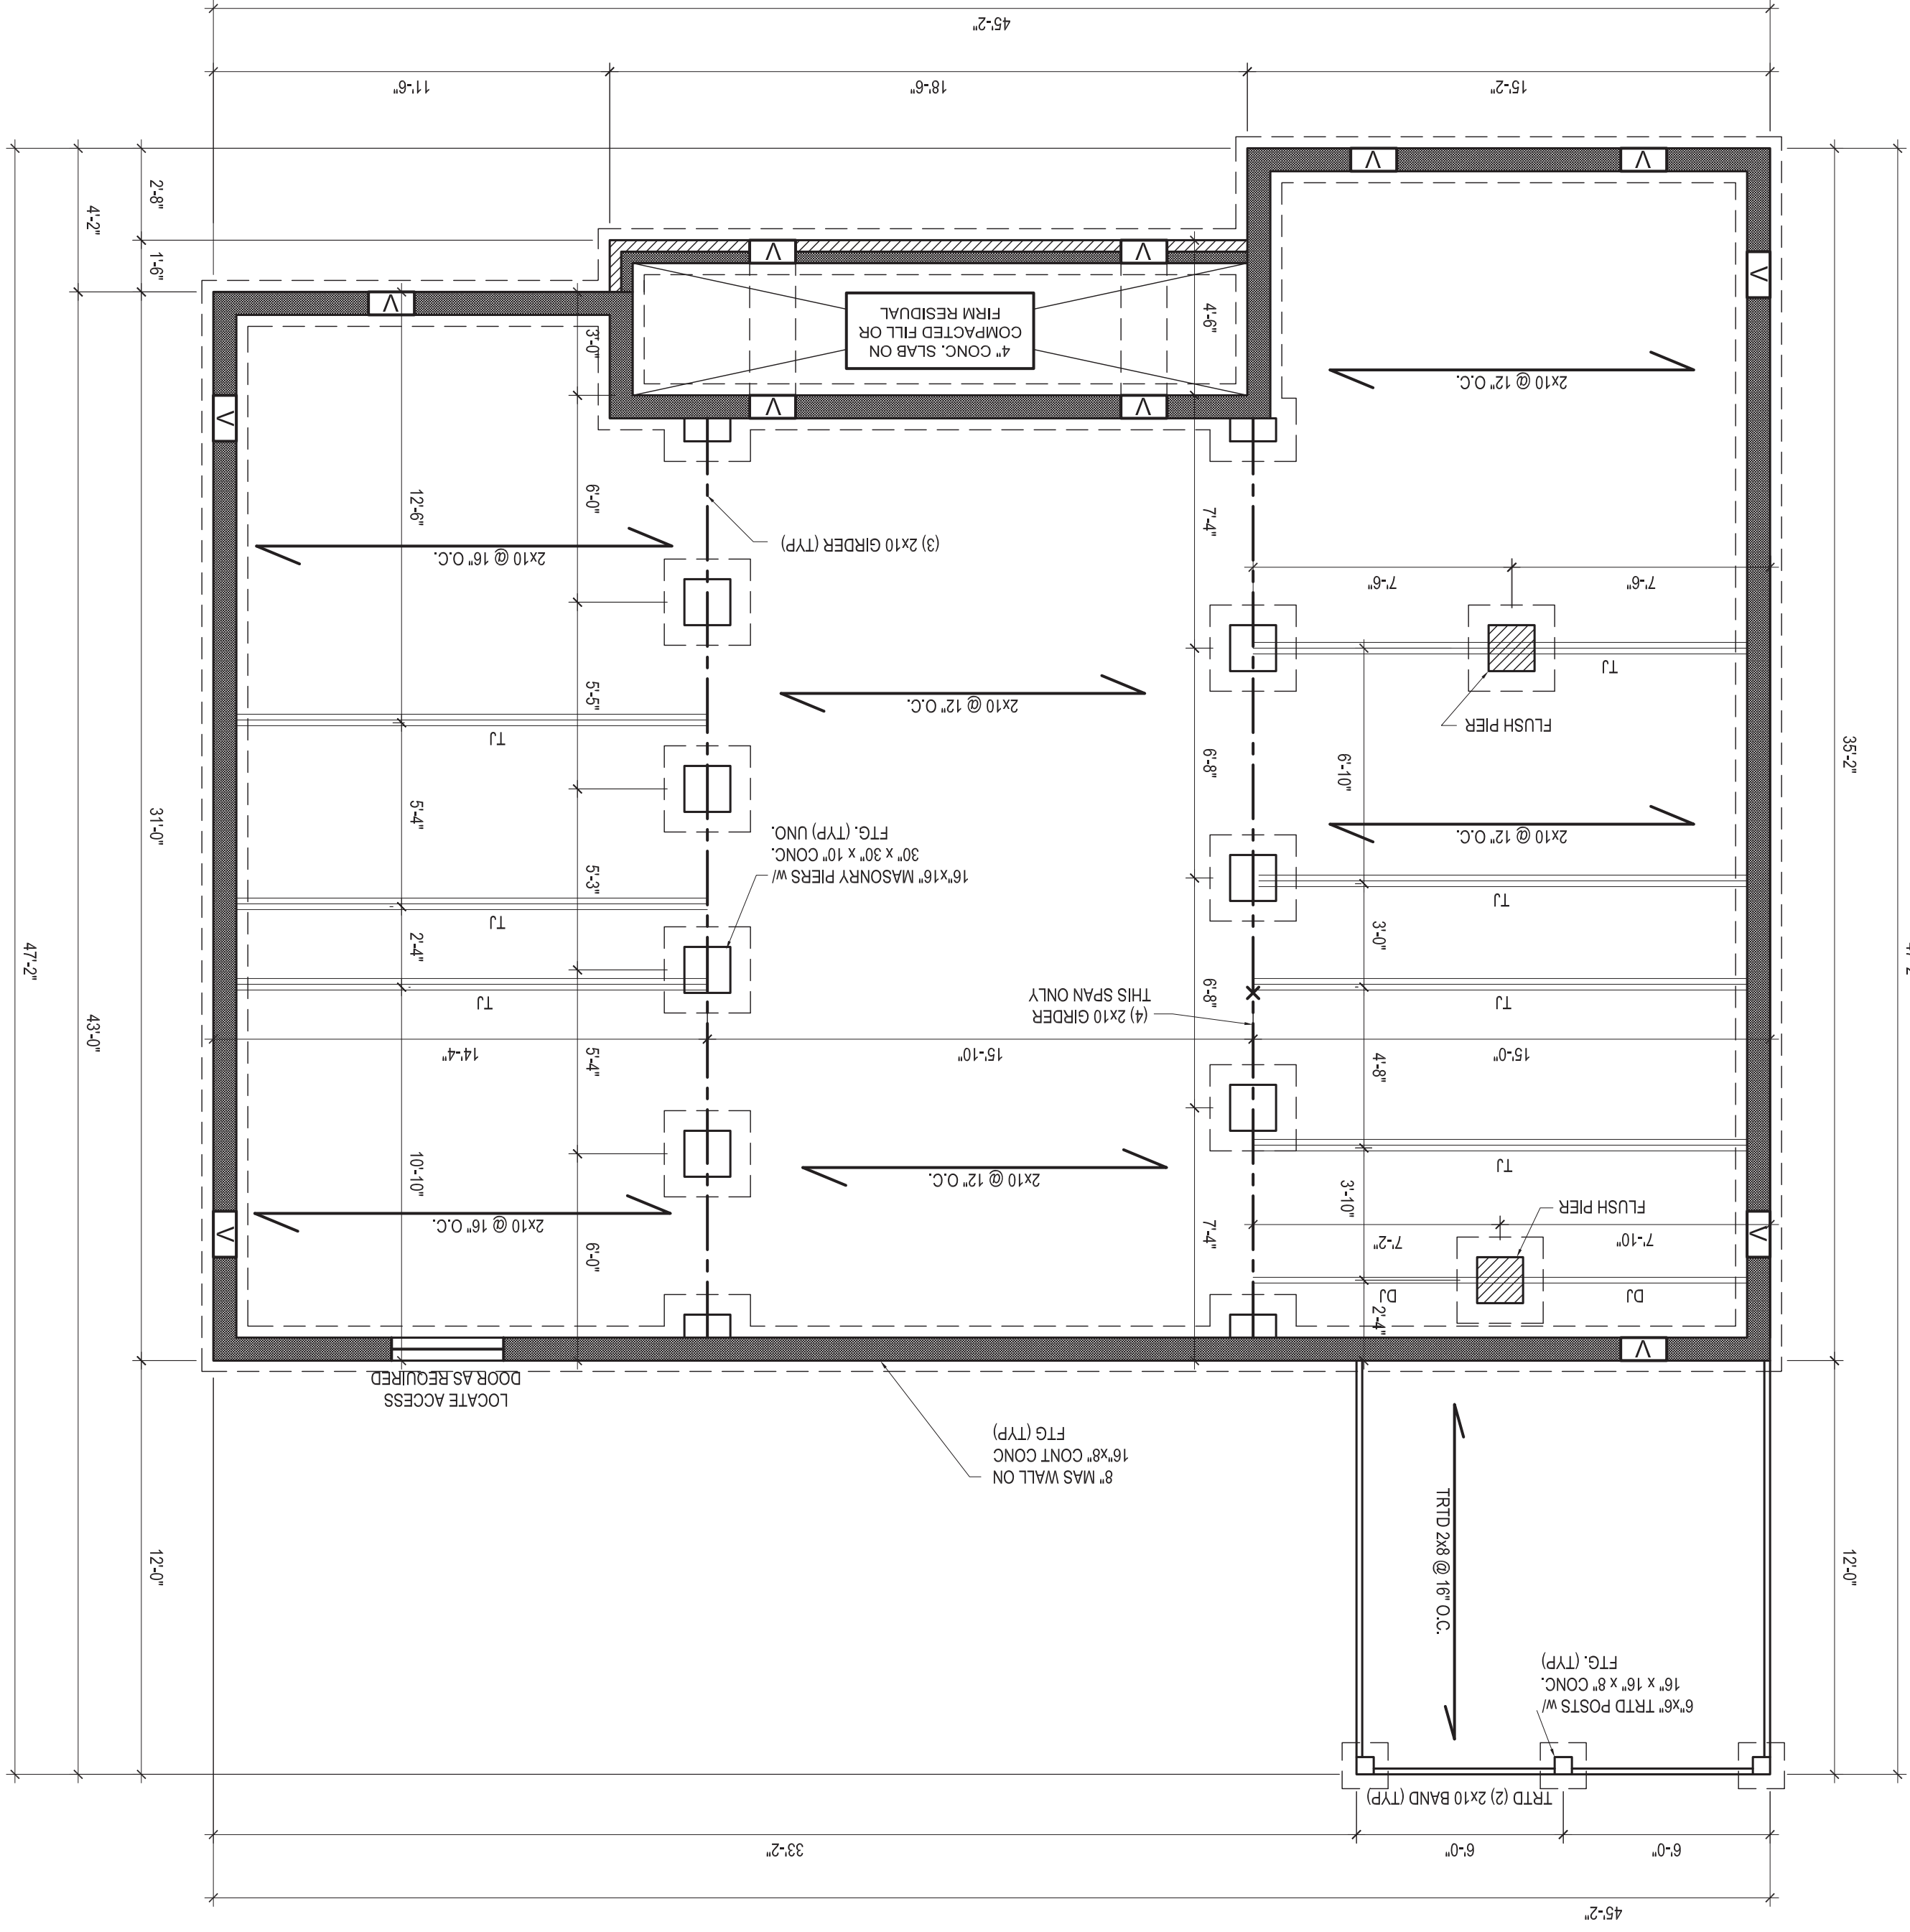 45'-2"
6'-0"
6'-0"
33'-2"
TRTD (2) 2x10 BAND (TYP)
6"x6" TRTD POSTS W/
16" x 16" x 8" CONC.
FTG. (TYP)
TRTD 2x8 @ 16" O.C.
12'-0"
12'-0"
8" MAS WALL ON
16"x8" CONT CONC
FTG (TYP)
LOCATE ACCESS
DOOR AS REQUIRED
V
2'-4"
DJ
DJ
FLUSH PIER
7'-10"
7'-2"
V
V
7'-4"
6'-0"
3'-10"
2x10 @ 12" O.C.
2x10 @ 16" O.C.
10'-10"
TJ
15'-0"
15'-10"
14'-4"
4'-8"
5'-4"
(4) 2x10 GIRDER
THIS SPAN ONLY
TJ
TJ
6'-8"
3'-0"
2'-4"
43'-0"
47'-2"
TJ
TJ
16"x16" MASONRY PIERS W/
30" x 30" x 10" CONC.
FTG. (TYP) UNO.
5'-3"
2x10 @ 12" O.C.
5'-4"
31'-0"
6'-10"
6'-8"
35'-2"
FLUSH PIER
TJ
2x10 @ 12" O.C.
5'-5"
TJ
7'-6"
7'-6"
(3) 2x10 GIRDER (TYP)
2x10 @ 16" O.C.
7'-4"
6'-0"
12'-6"
V
V
V
2x10 @ 12" O.C.
4" CONC. SLAB ON
COMPACTED FILL OR
FIRM RESIDUAL
4'-6"
3'-0"
V
V
V
V
1'-6"
V
V
4'-2"
2'-8"
15'-2"
18'-6"
11'-6"
45'-2"